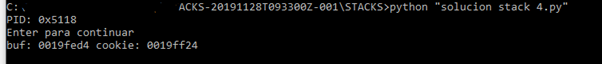 C:          ACKS-20191128T093300Z-001\STACKS>python "solucion stack 4.py"
PID: 0x5118
Enter para continuar
buf: 0019fed4 cookie: 0019ff24